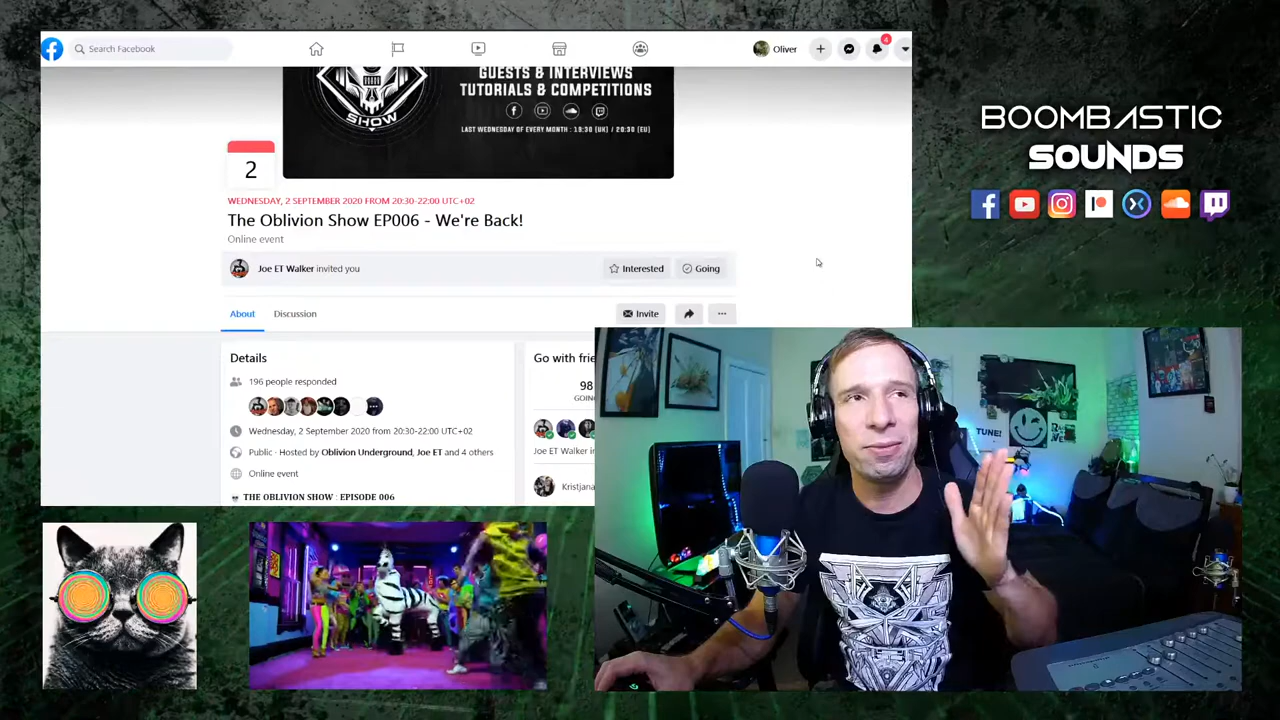 Search Facebook
Oliver
4
GUESTS & INTERVIEWS
TUTORIALS & COMPETITIONS
SHOW
LAST WEDNESDAY OF EVERY MONTH : 19:30 (UK) / 20:30 (EU)
2
WEDNESDAY, 2 SEPTEMBER 2020 FROM 20:30-22:00 UTC+02
The Oblivion Show EP006 - We're Back!
Online event
Joe ET Walker invited you
Interested
Going
About
Discussion
Invite
Details
196 people responded
Wednesday, 2 September 2020 from 20:30-22:00 UTC+02
Public · Hosted by Oblivion Underground, Joe ET and 4 others
Online event
THE OBLIVION SHOW : EPISODE 006
Go with
98
GOING
Joe ET Walker
Kristjana
BOOMBASTIC
SOUNDS
TUNE!